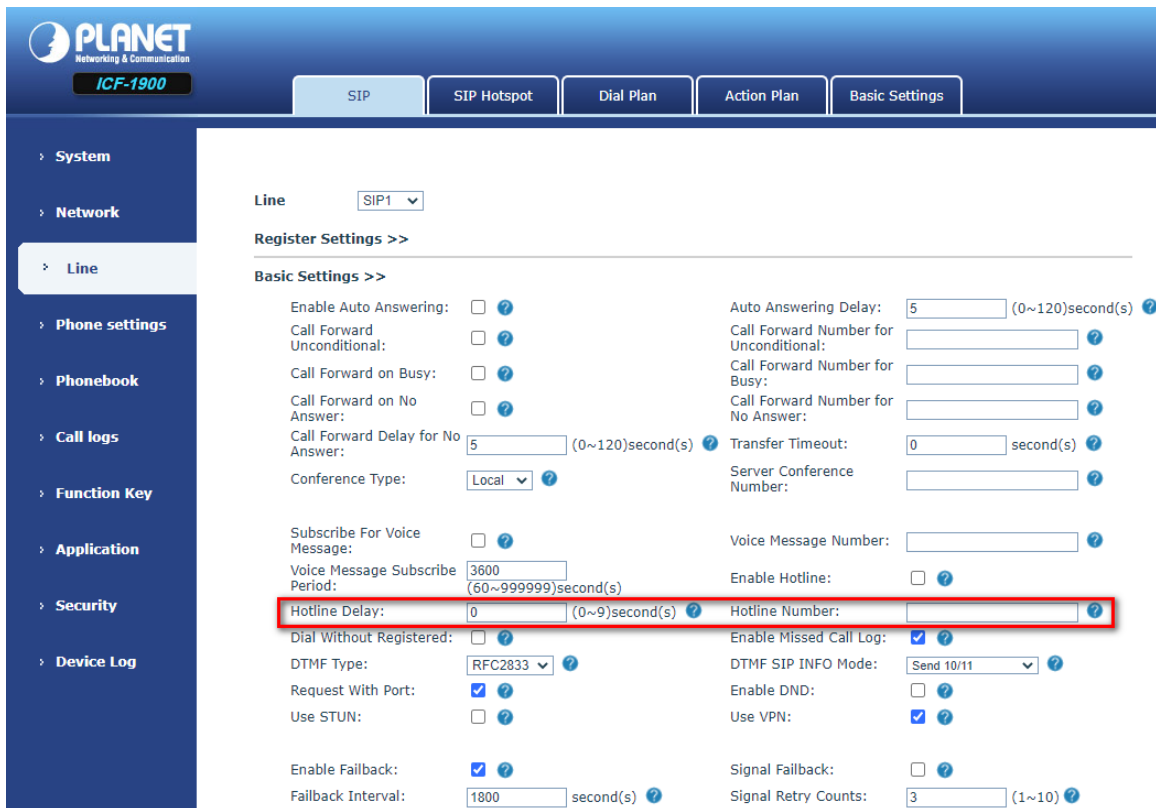 PLANET
Networking & Communication
ICF-1900
SIP SIP Hotspot Dial Plan Action Plan Basic Settings
› System
› Network
› Line
› Phone settings
› Phonebook
› Call logs
› Function Key
› Application
› Security
› Device Log
Line SIP1
Register Settings >>
Basic Settings >>
Enable Auto Answering: ? Auto Answering Delay: 5 (0~120)second(s) ?
Call Forward Unconditional: ? Call Forward Number for Unconditional: ?
Call Forward on Busy: ? Call Forward Number for Busy: ?
Call Forward on No Answer: ? Call Forward Number for No Answer: ?
Call Forward Delay for No Answer: 5 (0~120)second(s) ? Transfer Timeout: 0 second(s) ?
Conference Type: Local ? Server Conference Number: ?
Subscribe For Voice Message: ? Voice Message Number: ?
Voice Message Subscribe Period: 3600 (60~999999)second(s) Enable Hotline: ?
Hotline Delay: 0 (0~9)second(s) ? Hotline Number: ?
Dial Without Registered: ? Enable Missed Call Log: ?
DTMF Type: RFC2833 ? DTMF SIP INFO Mode: Send 10/11 ?
Request With Port: ? Enable DND: ?
Use STUN: ? Use VPN: ?
Enable Failback: ? Signal Failback: ?
Failback Interval: 1800 second(s) ? Signal Retry Counts: 3 (1~10) ?